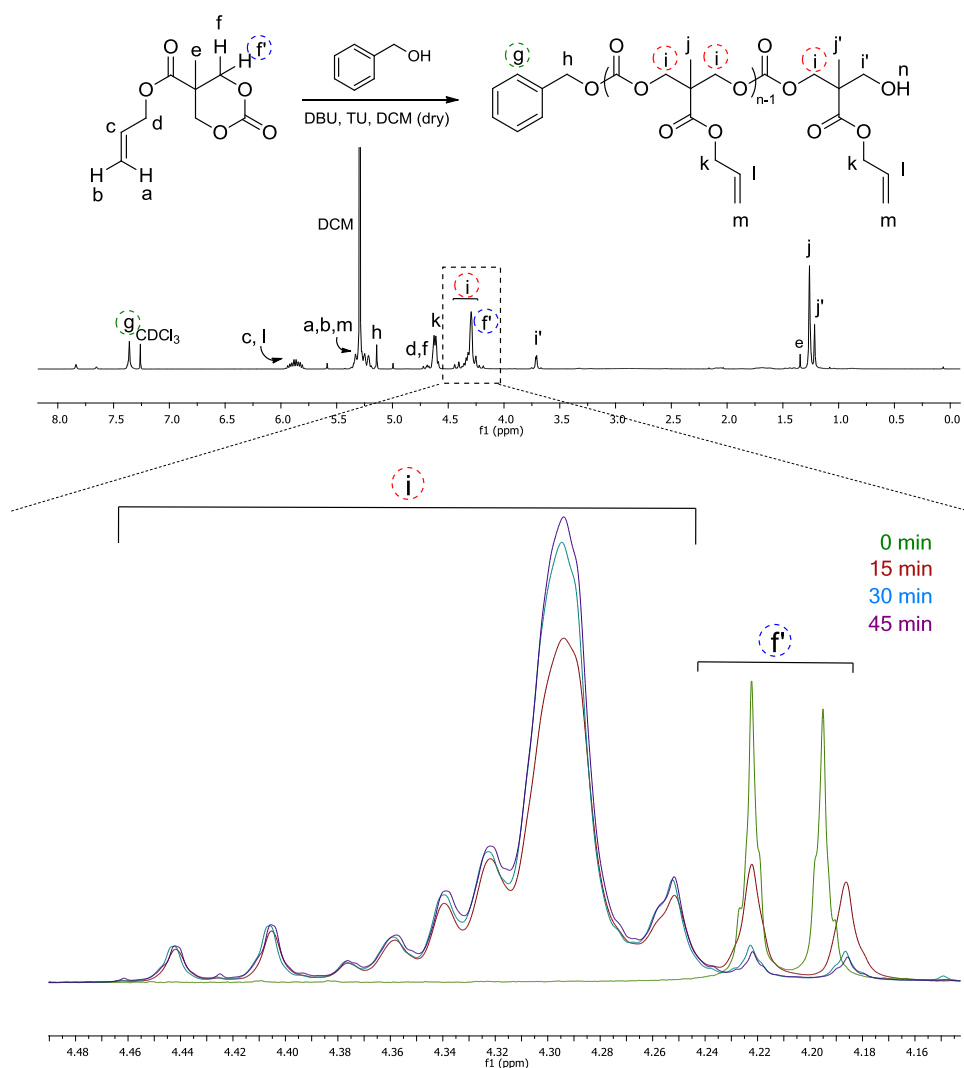 f
H
f'
e
H
O
O
O
O
O
c
d
H
H
b
a
OH
DBU, TU, DCM (dry)
g
h
O
(
O
O
i
j
i
O
)
n-1
O
O
i
j'
i'
n
OH
O
O
k
l
m
O
O
k
l
m
DCM
g
CDCl3
c, l
a,b,m
h
d,f
k
i
f'
i'
e
j
j'
8.0 7.5 7.0 6.5 6.0 5.5 5.0 4.5 4.0 3.5 3.0 2.5 2.0 1.5 1.0 0.5 0.0
f1 (ppm)
i
0 min
15 min
30 min
45 min
f'
4.48 4.46 4.44 4.42 4.40 4.38 4.36 4.34 4.32 4.30 4.28 4.26 4.24 4.22 4.20 4.18 4.16
f1 (ppm)